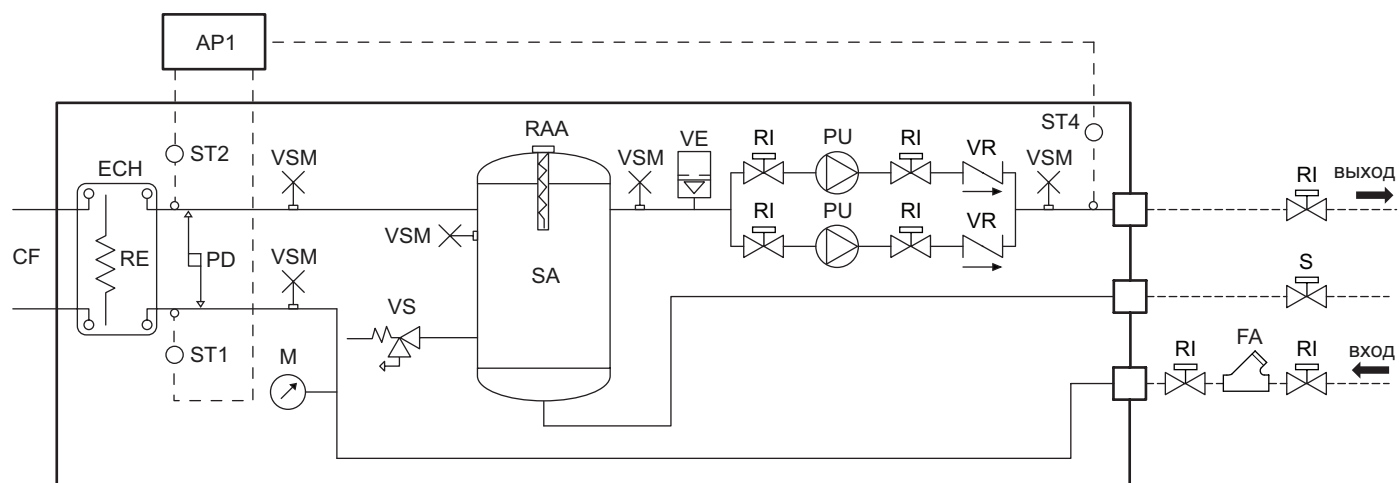 AP1
ST4
RAA
VE
RI PU RI VR
ST2
VSM
VSM
VSM
ECH
RI выход
RI PU RI VR
VSM
CF
RE
PD
VSM
SA
S
VS
ST1
M
RI FA RI вход